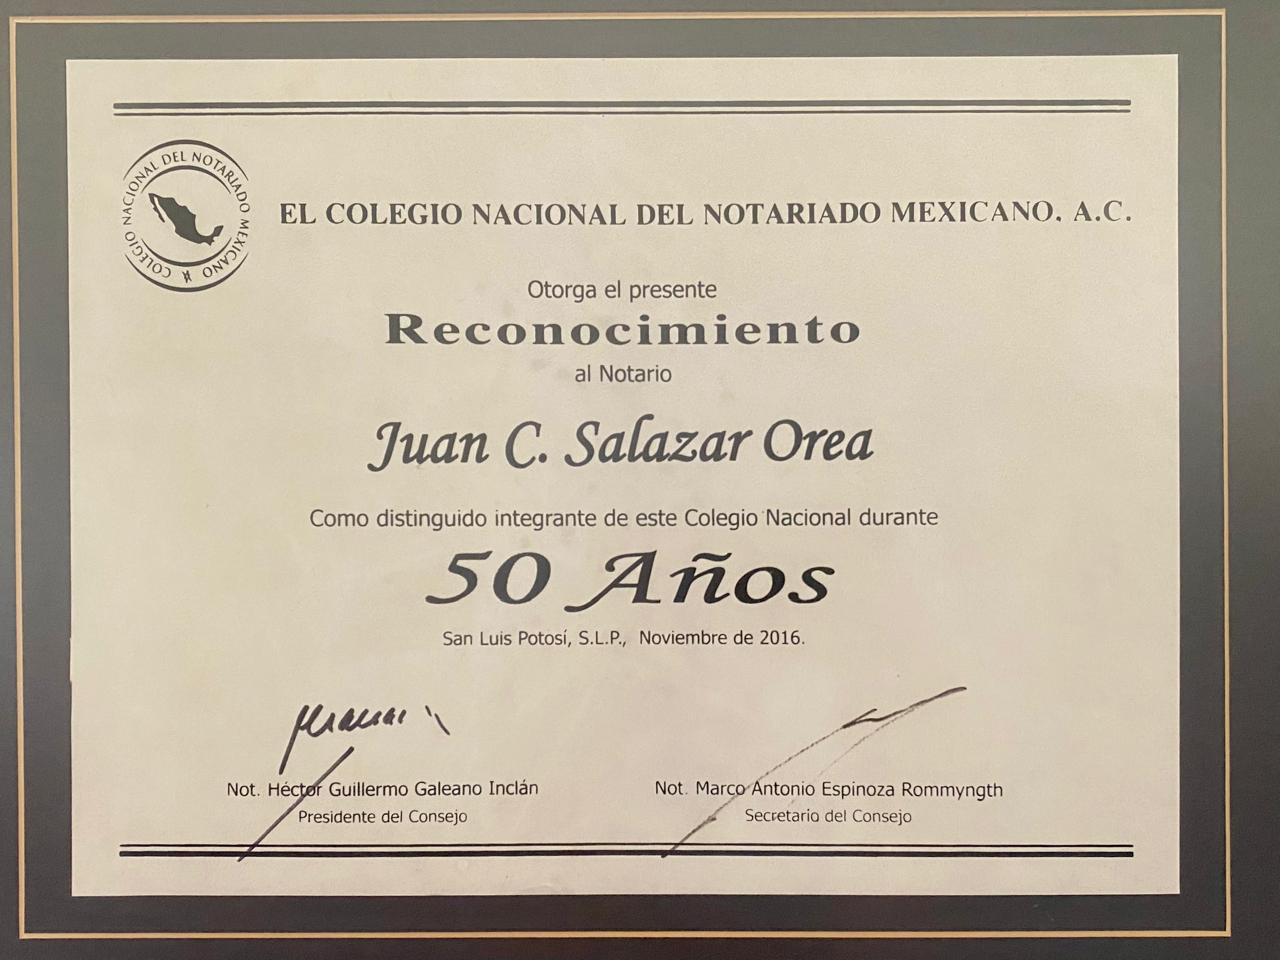 COLEGIO NACIONAL DEL NOTARIADO MEXICANO
EL COLEGIO NACIONAL DEL NOTARIADO MEXICANO. A.C.
Otorga el presente
Reconocimiento
al Notario
Juan C. Salazar Orea
Como distinguido integrante de este Colegio Nacional durante
50 Años
San Luis Potosí, S.L.P., Noviembre de 2016.
Not. Héctor Guillermo Galeano Inclán
Presidente del Consejo
Not. Marco Antonio Espinoza Rommyngth
Secretario del Consejo